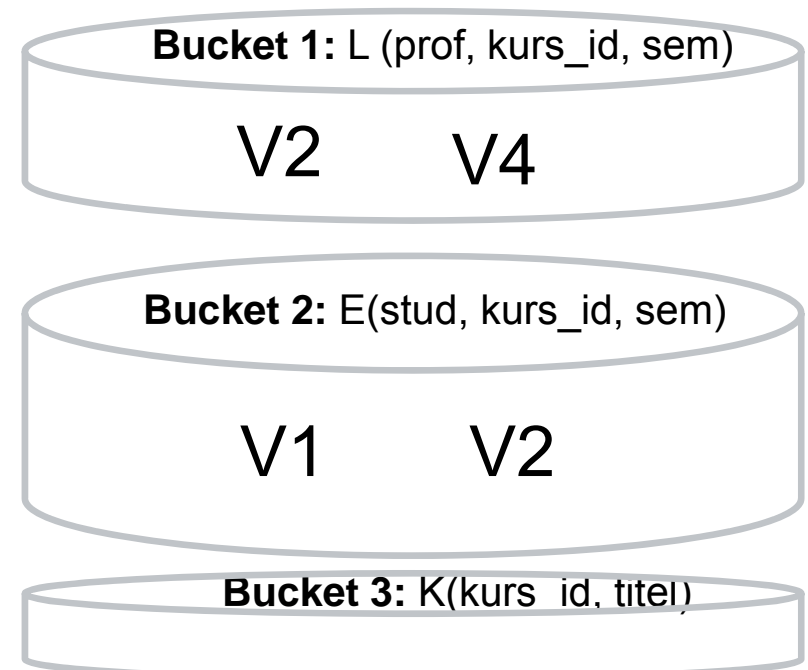 Bucket 1: L (prof, kurs_id, sem)
V2 V4
Bucket 2: E(stud, kurs_id, sem)
V1 V2
Bucket 3: K(kurs_id, titel)